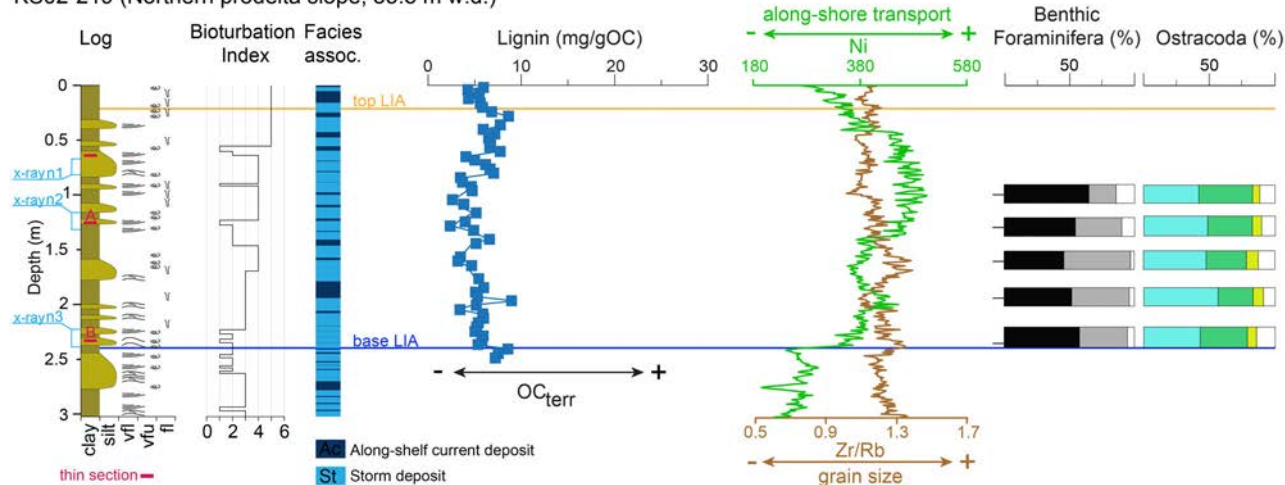 along-shore transport
Log
Bioturbation Index
Facies assoc.
Lignin (mg/gOC)
- +
Ni
Benthic Foraminifera (%)
Ostracoda (%)
0 10 20 30
180 380 580
50
50
0
top LIA
0.5
x-rayn1
x-rayn2
1
A
1.5
Depth (m)
2
x-rayn3
B
base LIA
2.5
- +
OCterr
3
clay
silt
vfl
vfu
fl
0 2 4 6
0.5 0.9 1.3 1.7
Ac Along-shelf current deposit
Zr/Rb
- +
thin section
St Storm deposit
grain size